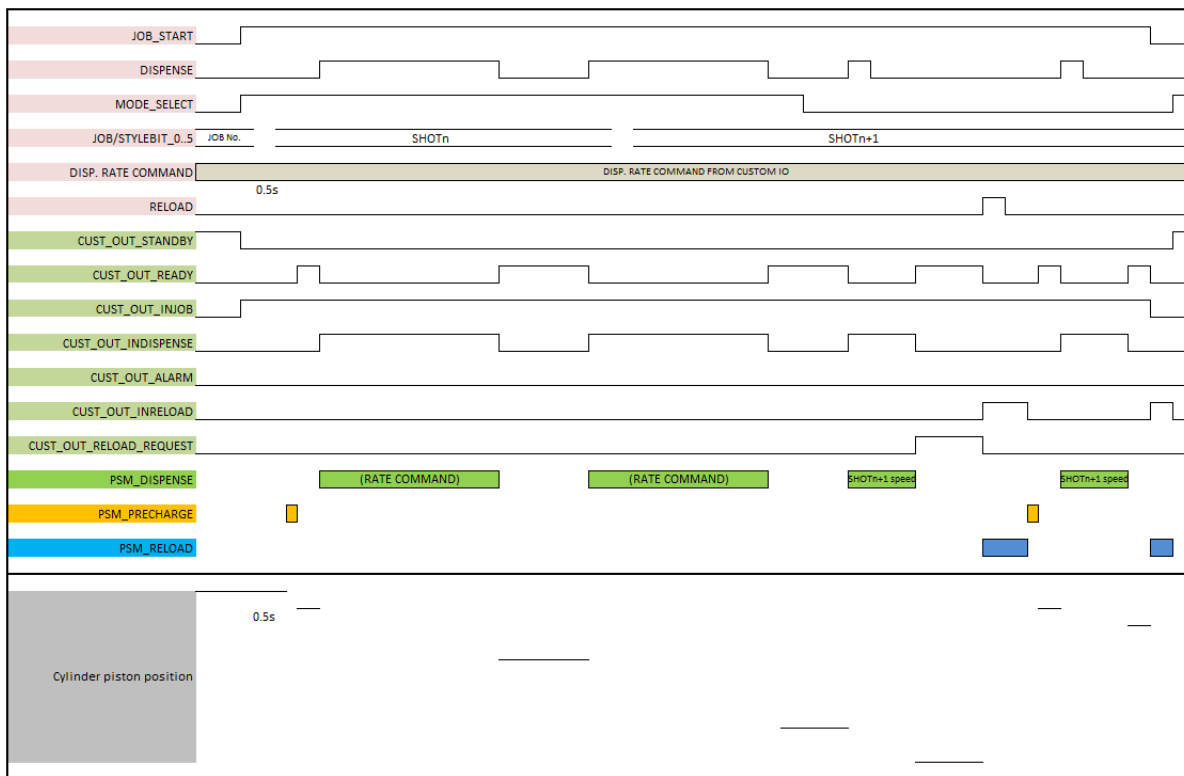 JOB_START
DISPENSE
MODE_SELECT
JOB/STYLEBIT_0..5 JOB No. SHOTn SHOTn+1
DISP. RATE COMMAND DISP. RATE COMMAND FROM CUSTOM IO
0.5s
RELOAD
CUST_OUT_STANDBY
CUST_OUT_READY
CUST_OUT_INJOB
CUST_OUT_INDISPENSE
CUST_OUT_ALARM
CUST_OUT_INRELOAD
CUST_OUT_RELOAD_REQUEST
PSM_DISPENSE (RATE COMMAND) (RATE COMMAND) SHOTn+1 speed SHOTn+1 speed
PSM_PRECHARGE
PSM_RELOAD
0.5s
Cylinder piston position